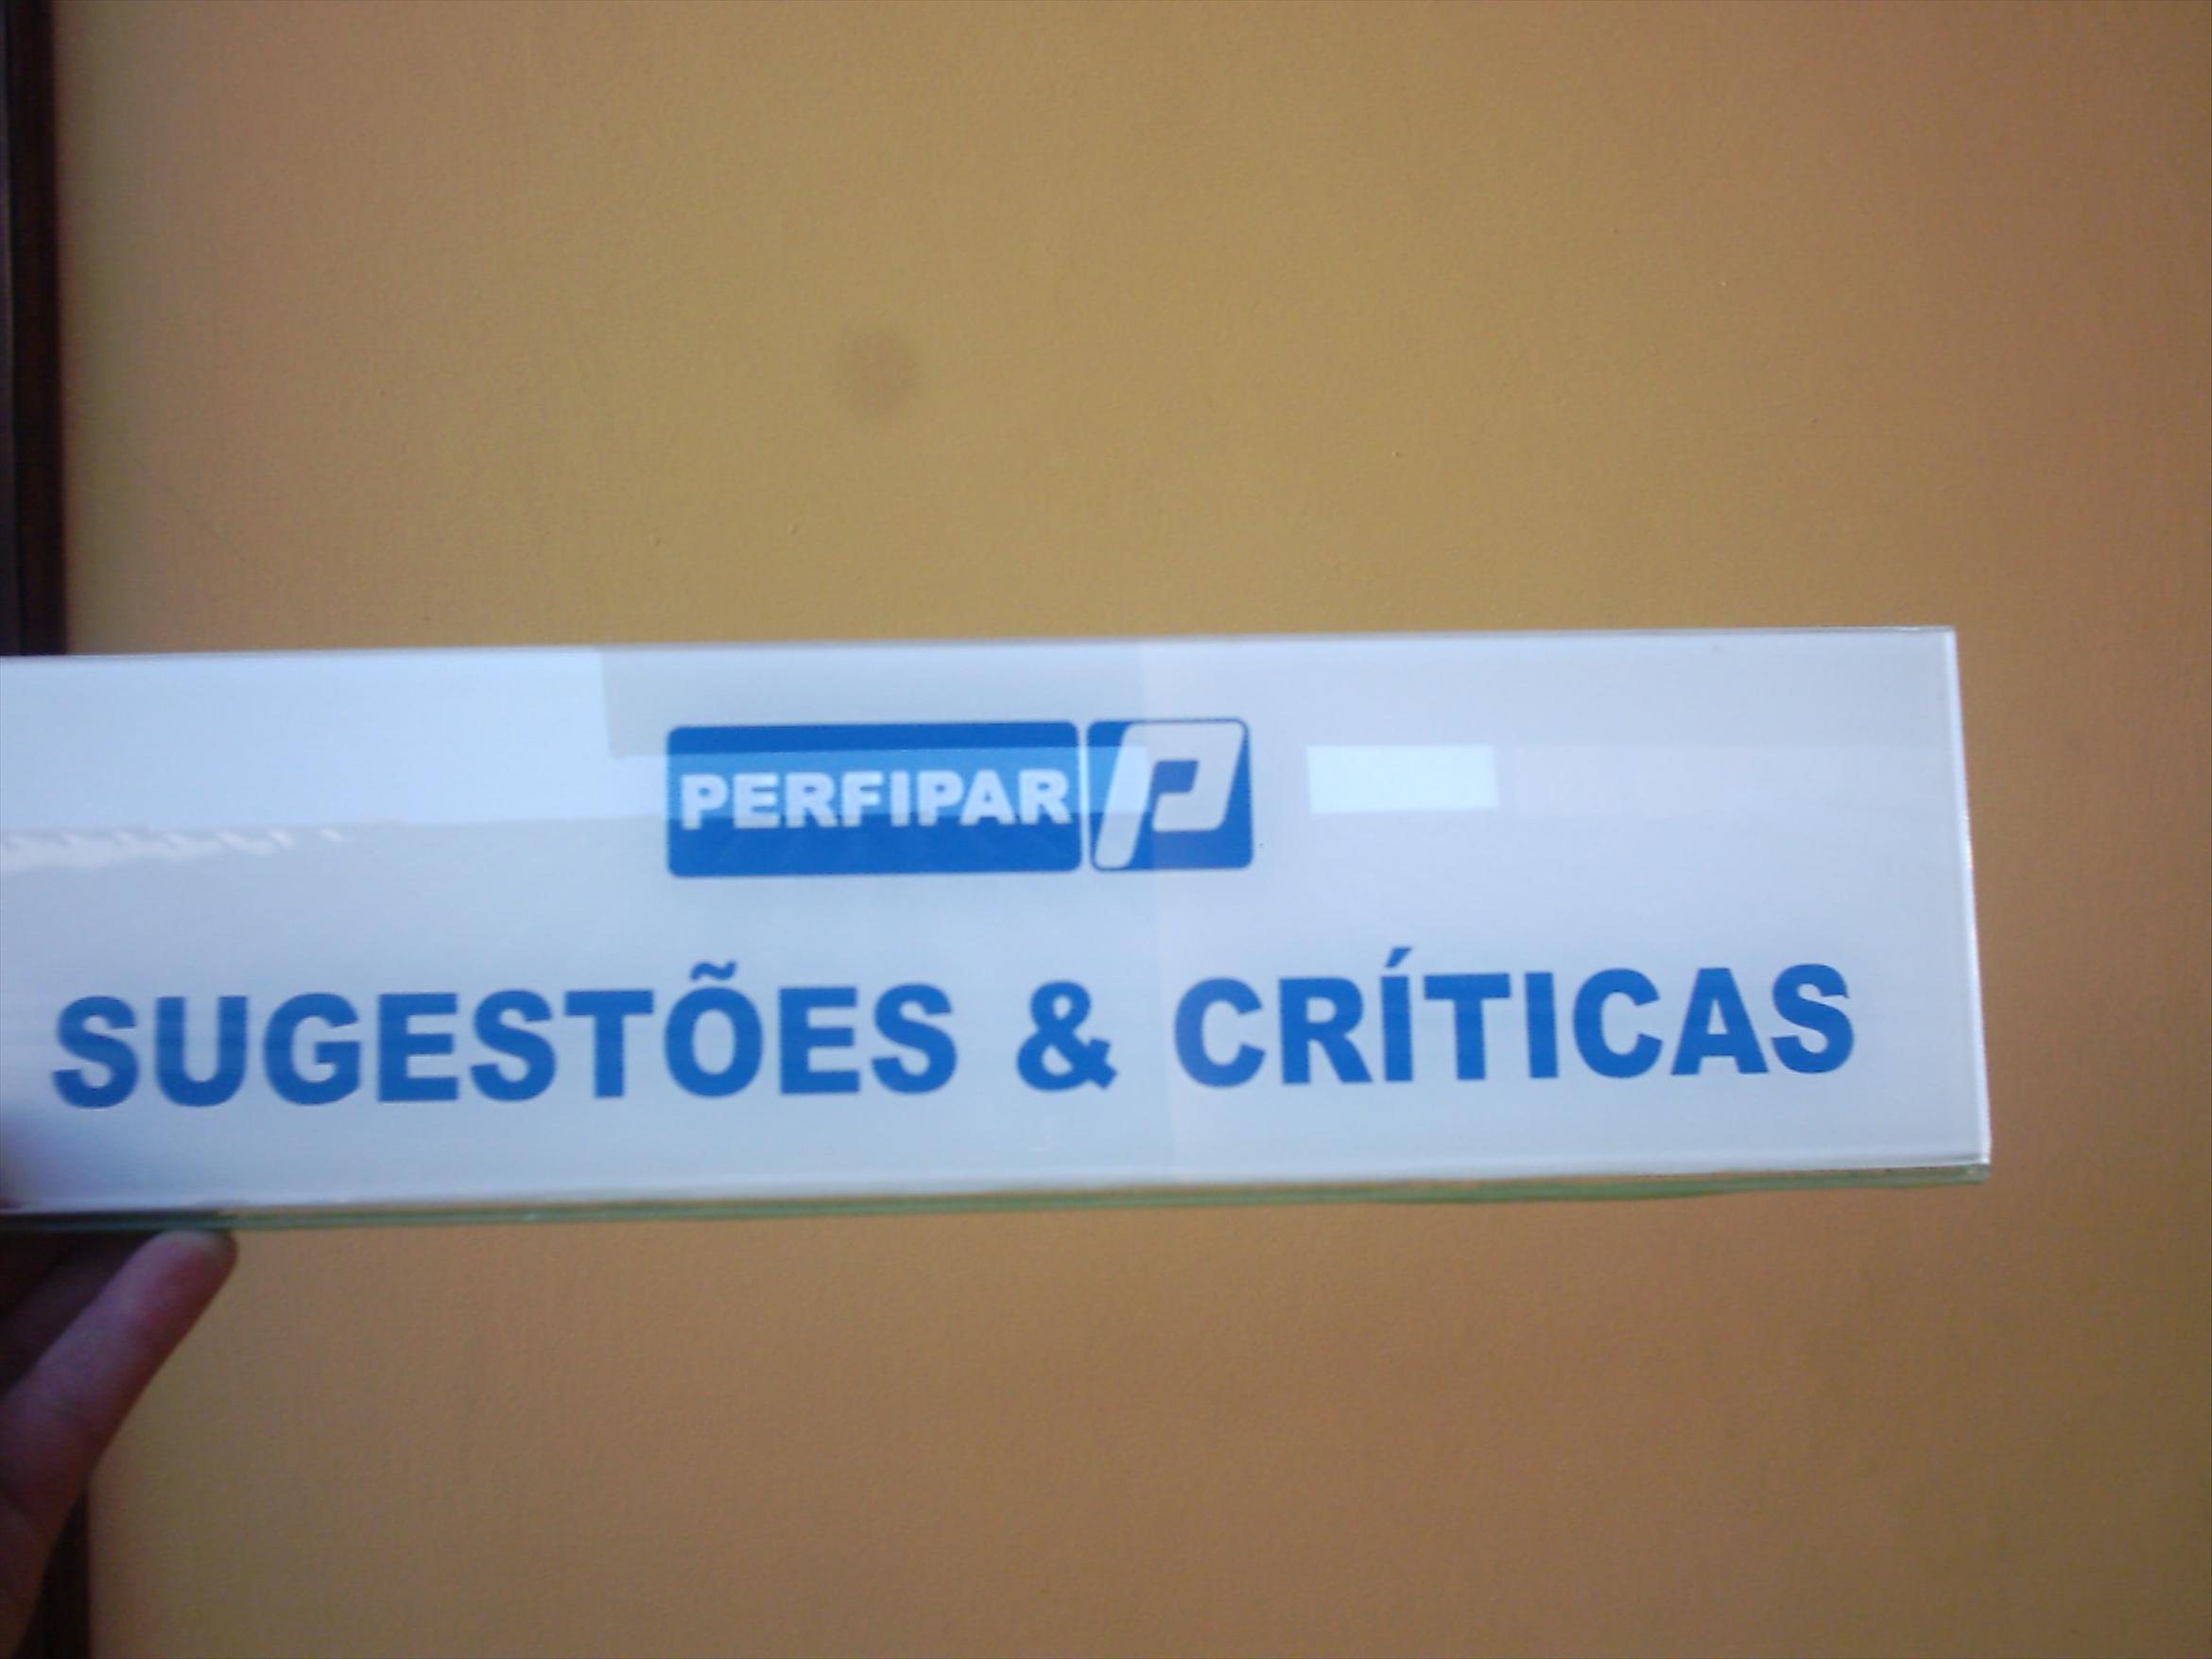 PERFIPAR P
SUGESTÕES & CRÍTICAS